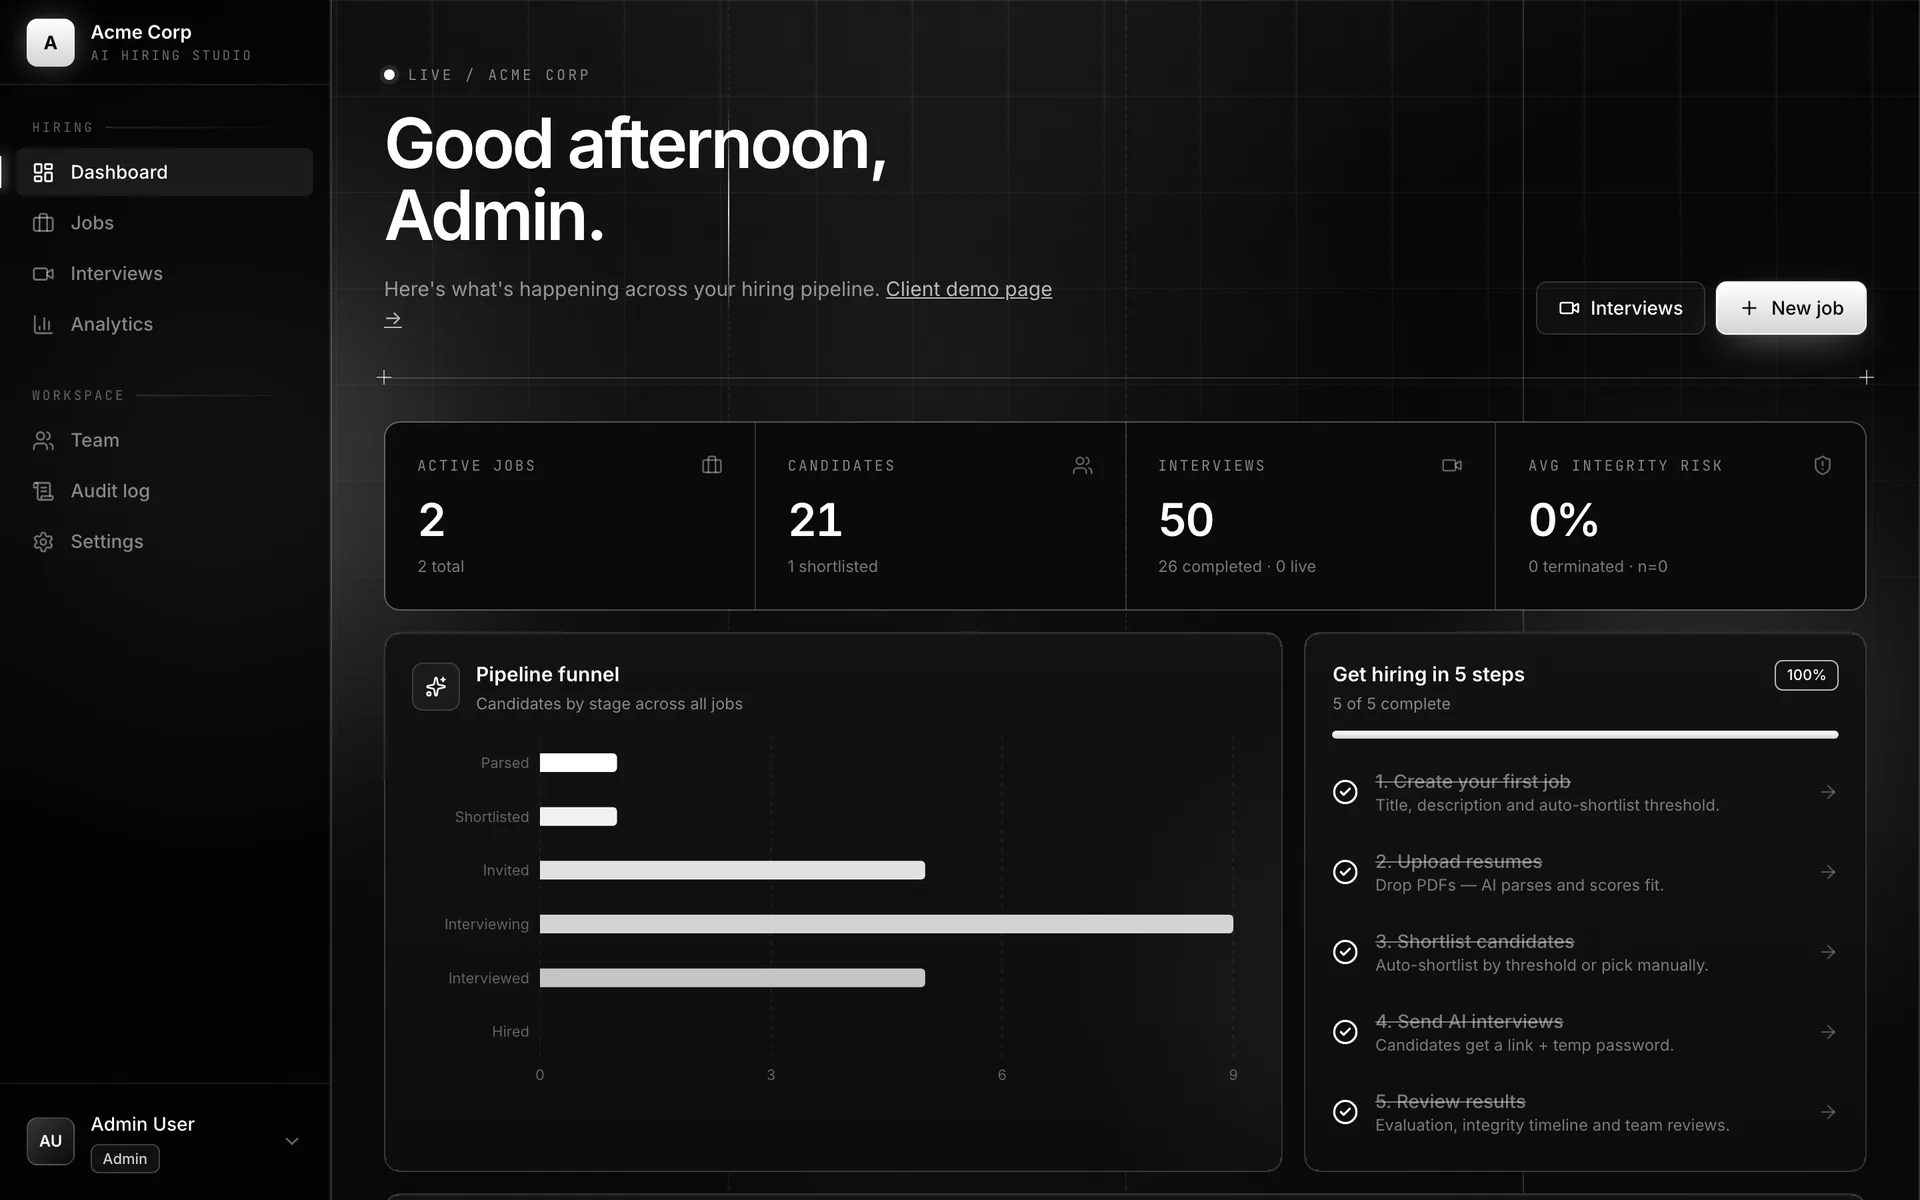 A
Acme Corp
AI HIRING STUDIO
HIRING
Dashboard
Jobs
Interviews
Analytics
WORKSPACE
Team
Audit log
Settings
AU
Admin User
Admin
LIVE / ACME CORP
Good afternoon,
Admin.
Here's what's happening across your hiring pipeline. Client demo page
→
Interviews
+ New job
ACTIVE JOBS
2
2 total
CANDIDATES
21
1 shortlisted
INTERVIEWS
50
26 completed · 0 live
AVG INTEGRITY RISK
0%
0 terminated · n=0
Pipeline funnel
Candidates by stage across all jobs
Parsed
Shortlisted
Invited
Interviewing
Interviewed
Hired
0 3 6 9
Get hiring in 5 steps
100%
5 of 5 complete
1. Create your first job
Title, description and auto-shortlist threshold.
2. Upload resumes
Drop PDFs — AI parses and scores fit.
3. Shortlist candidates
Auto-shortlist by threshold or pick manually.
4. Send AI interviews
Candidates get a link + temp password.
5. Review results
Evaluation, integrity timeline and team reviews.